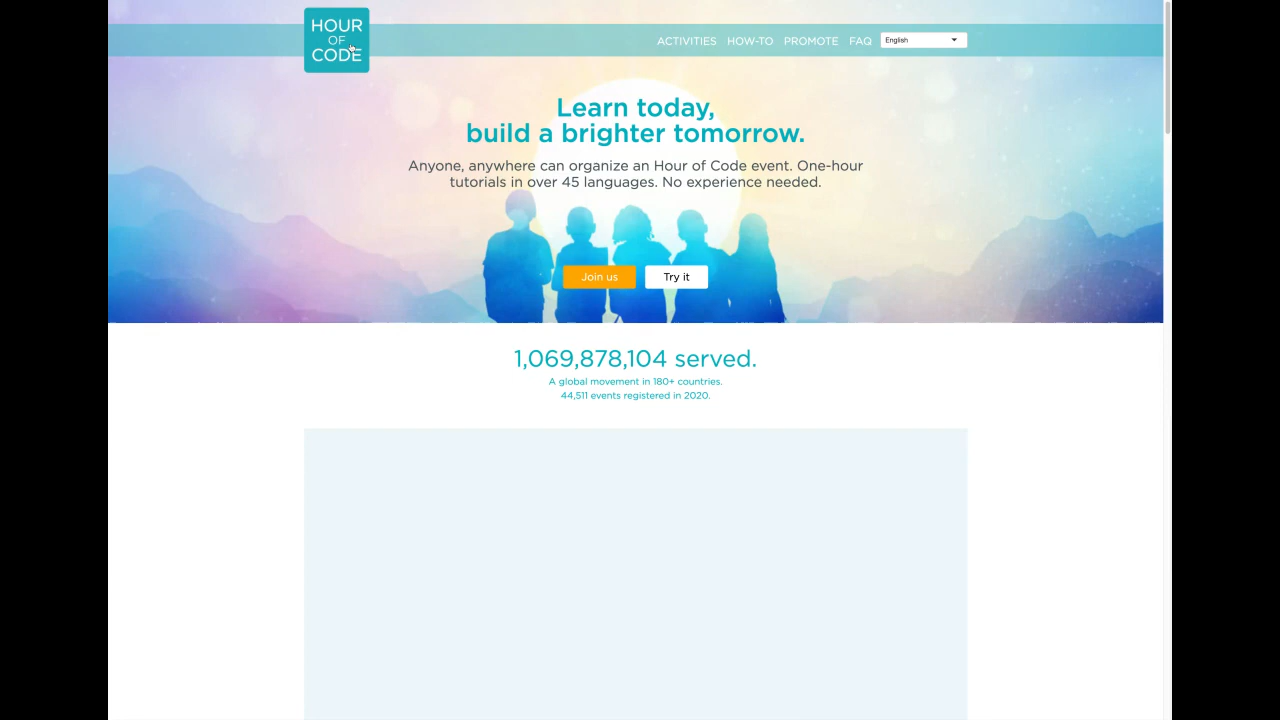 HOUR
OF
CODE
ACTIVITIES HOW-TO PROMOTE FAQ English
Learn today,
build a brighter tomorrow.
Anyone, anywhere can organize an Hour of Code event. One-hour
tutorials in over 45 languages. No experience needed.
Join us Try it
1,069,878,104 served.
A global movement in 180+ countries.
44,511 events registered in 2020.